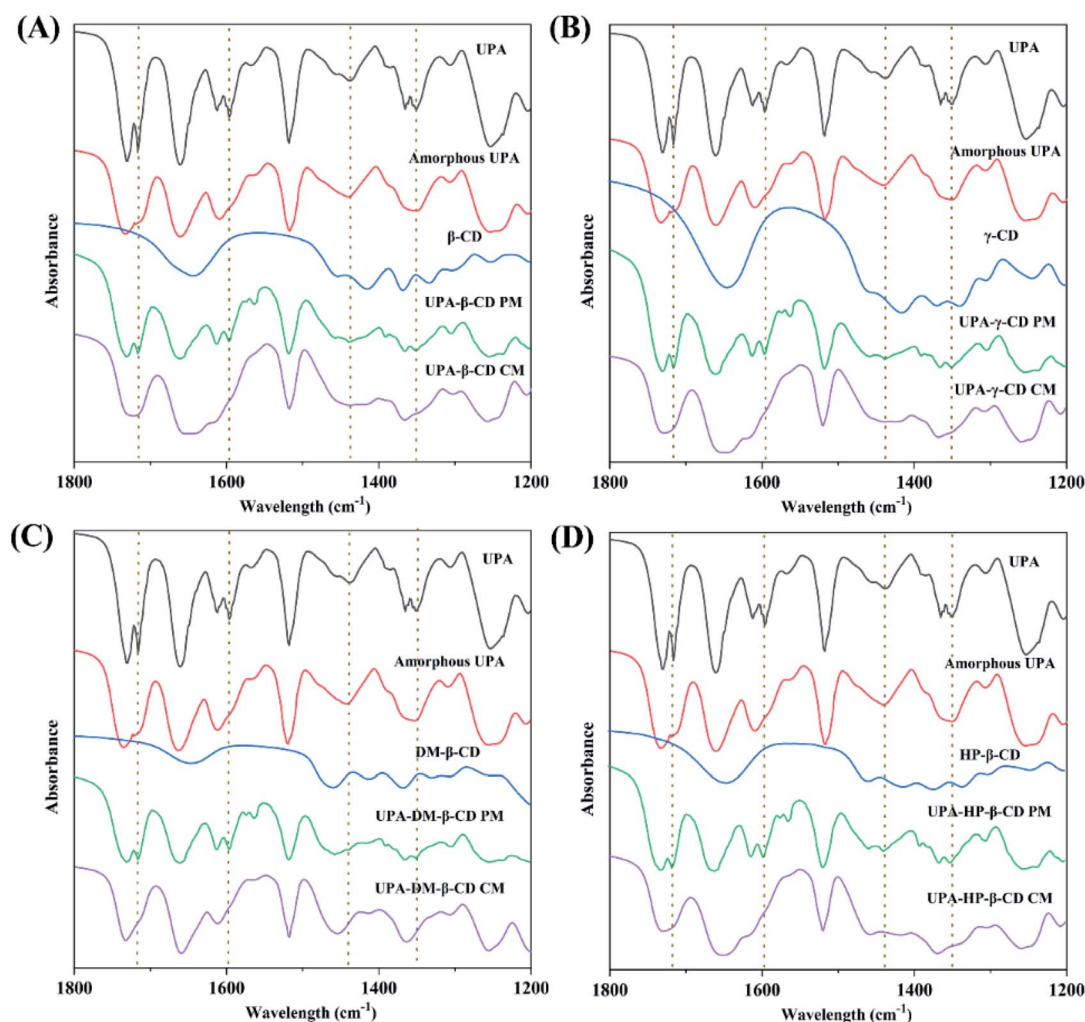 (A)
UPA
Amorphous UPA
β-CD
UPA-β-CD PM
UPA-β-CD CM
Absorbance
1800
1600
1400
1200
Wavelength (cm⁻¹)
(B)
UPA
Amorphous UPA
γ-CD
UPA-γ-CD PM
UPA-γ-CD CM
Absorbance
1800
1600
1400
1200
Wavelength (cm⁻¹)
(C)
UPA
Amorphous UPA
DM-β-CD
UPA-DM-β-CD PM
UPA-DM-β-CD CM
Absorbance
1800
1600
1400
1200
Wavelength (cm⁻¹)
(D)
UPA
Amorphous UPA
HP-β-CD
UPA-HP-β-CD PM
UPA-HP-β-CD CM
Absorbance
1800
1600
1400
1200
Wavelength (cm⁻¹)